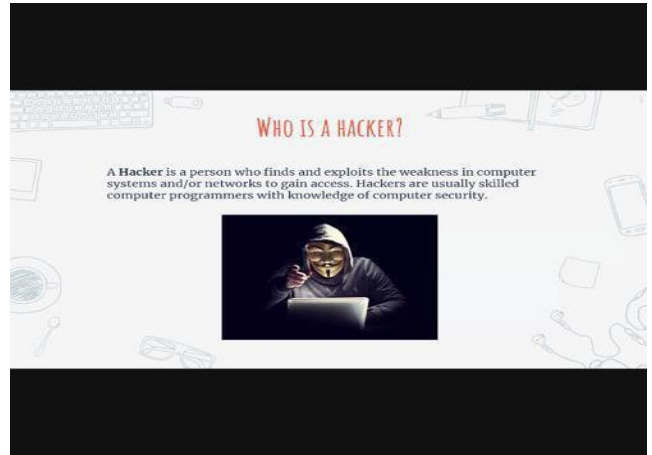 WHO IS A HACKER?
A Hacker is a person who finds and exploits the weakness in computer
systems and/or networks to gain access. Hackers are usually skilled
computer programmers with knowledge of computer security.